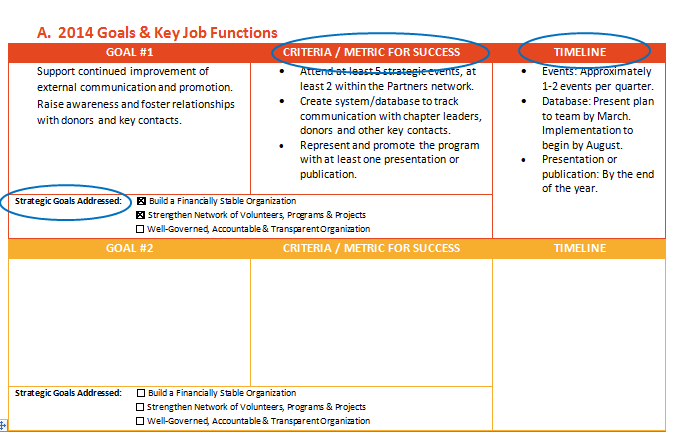 A. 2014 Goals & Key Job Functions
GOAL #1
CRITERIA / METRIC FOR SUCCESS
TIMELINE
Support continued improvement of
external communication and promotion.
Raise awareness and foster relationships
with donors and key contacts.
• Attend at least 5 strategic events, at
least 2 within the Partners network.
• Create system/database to track
communication with chapter leaders,
donors and other key contacts.
• Represent and promote the program
with at least one presentation or
publication.
• Events: Approximately
1-2 events per quarter.
• Database: Present plan
to team by March.
Implementation to
begin by August.
• Presentation or
publication: By the end
of the year.
Strategic Goals Addressed:
☒ Build a Financially Stable Organization
☒ Strengthen Network of Volunteers, Programs & Projects
☐ Well-Governed, Accountable & Transparent Organization
GOAL #2
CRITERIA / METRIC FOR SUCCESS
TIMELINE
Strategic Goals Addressed:
☐ Build a Financially Stable Organization
☐ Strengthen Network of Volunteers, Programs & Projects
☐ Well-Governed, Accountable & Transparent Organization